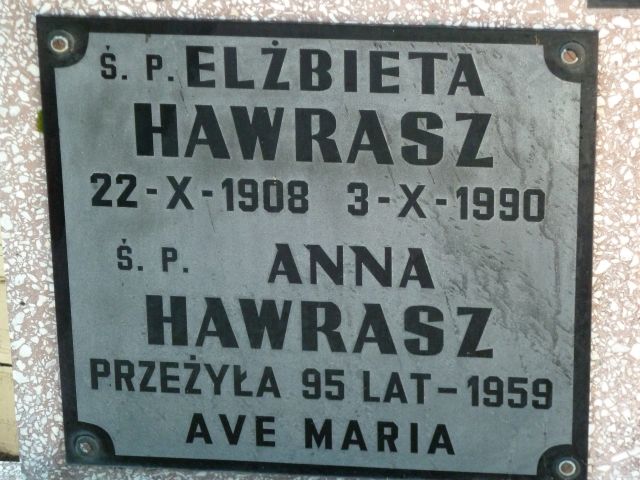 Ś. P. ELŻBIETA
HAWRASZ
22-X-1908 3-X-1990
Ś. P. ANNA
HAWRASZ
PRZEŻYŁA 95 LAT-1959
AVE MARIA